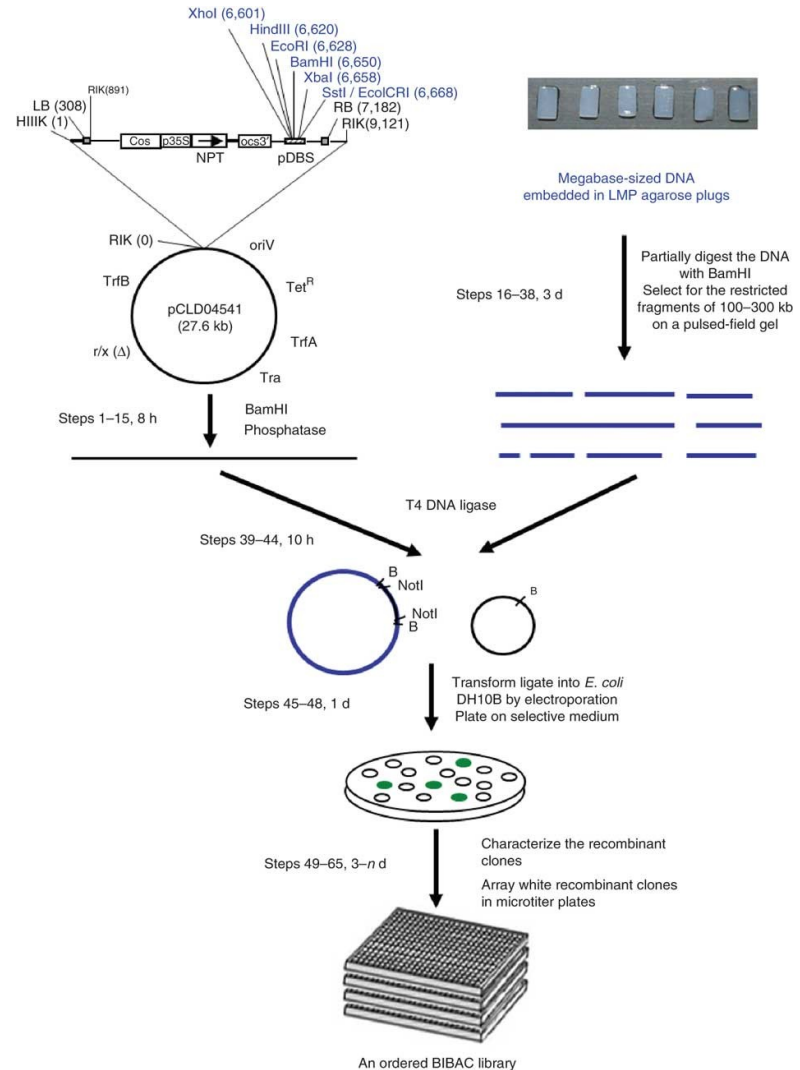 XhoI (6,601)
HindIII (6,620)
EcoRI (6,628)
BamHI (6,650)
XbaI (6,658)
SstI / EcolCRI (6,668)
RIK(891)
LB (308)
HIIIK (1)
RB (7,182)
RIK(9,121)
Cos p35S ocs3'
NPT pDBS
RIK (0)
oriV
TrfB
Tet^R
pCLD04541
(27.6 kb)
TrfA
r/x (Δ)
Tra
Steps 1–15, 8 h
BamHI
Phosphatase
Megabase-sized DNA
embedded in LMP agarose plugs
Steps 16–38, 3 d
Partially digest the DNA
with BamHI
Select for the restricted
fragments of 100–300 kb
on a pulsed-field gel
T4 DNA ligase
Steps 39–44, 10 h
B
NotI
NotI
B
B
Steps 45–48, 1 d
Transform ligate into E. coli
DH10B by electroporation
Plate on selective medium
Steps 49–65, 3–n d
Characterize the recombinant
clones
Array white recombinant clones
in microtiter plates
An ordered BIBAC library